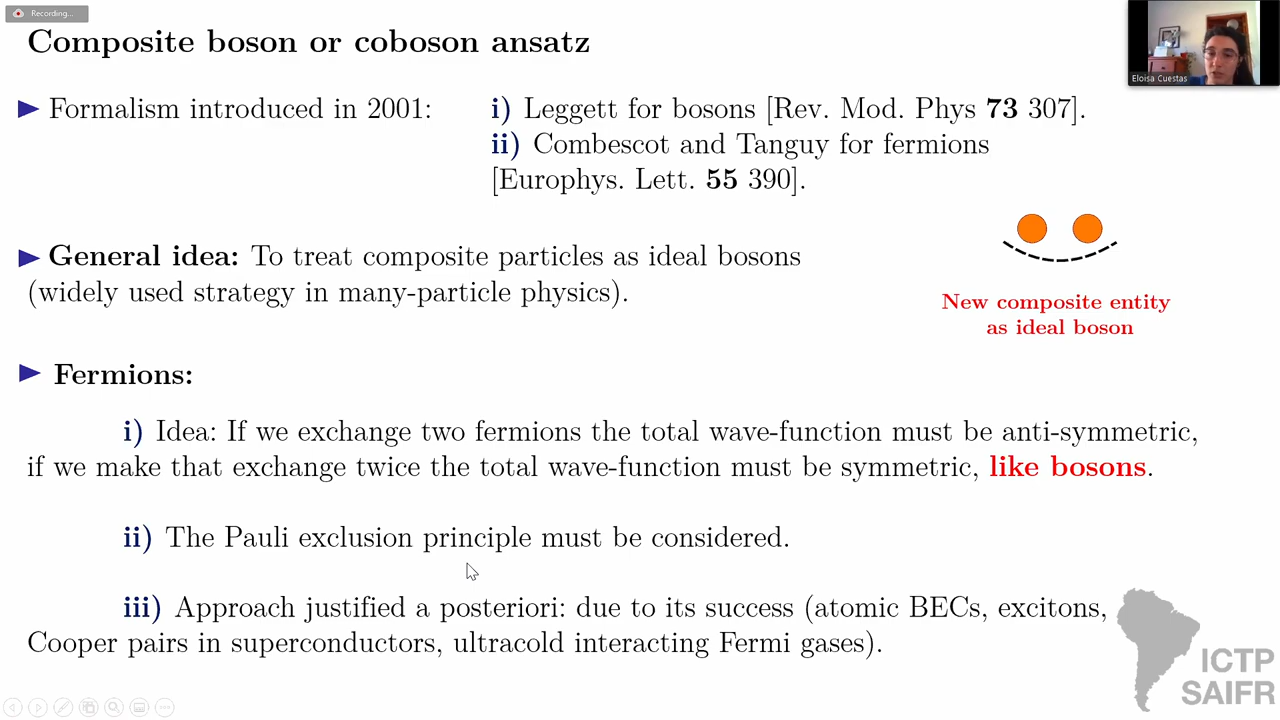 Recording...
Composite boson or coboson ansatz
Eloisa Cuestas
Formalism introduced in 2001: i) Leggett for bosons [Rev. Mod. Phys 73 307].
ii) Combescot and Tanguy for fermions
[Europhys. Lett. 55 390].
General idea: To treat composite particles as ideal bosons
(widely used strategy in many-particle physics).
New composite entity
as ideal boson
Fermions:
i) Idea: If we exchange two fermions the total wave-function must be anti-symmetric,
if we make that exchange twice the total wave-function must be symmetric, like bosons.
ii) The Pauli exclusion principle must be considered.
iii) Approach justified a posteriori: due to its success (atomic BECs, excitons,
Cooper pairs in superconductors, ultracold interacting Fermi gases).
ICTP
SAIFR